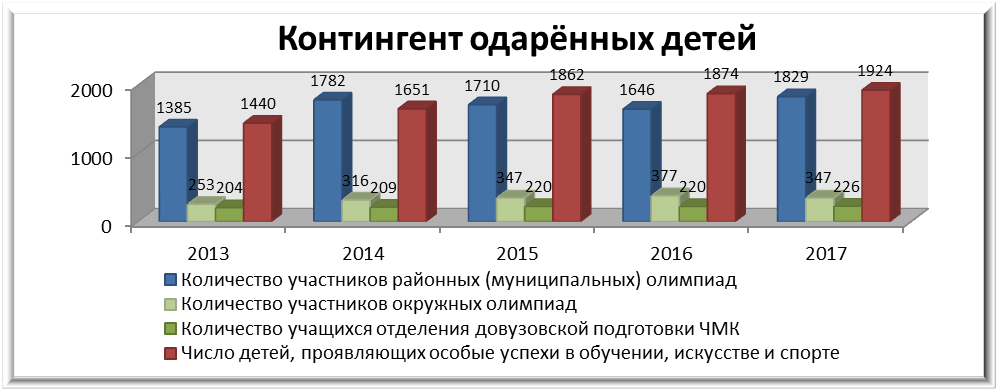 Контингент одарённых детей
2000
1000
0
1385 253 204 1440
1782 316 209 1651
1710 347 220 1862
1646 377 220 1874
1829 347 226 1924
2013 2014 2015 2016 2017
Количество участников районных (муниципальных) олимпиад
Количество участников окружных олимпиад
Количество учащихся отделения довузовской подготовки ЧМК
Число детей, проявляющих особые успехи в обучении, искусстве и спорте